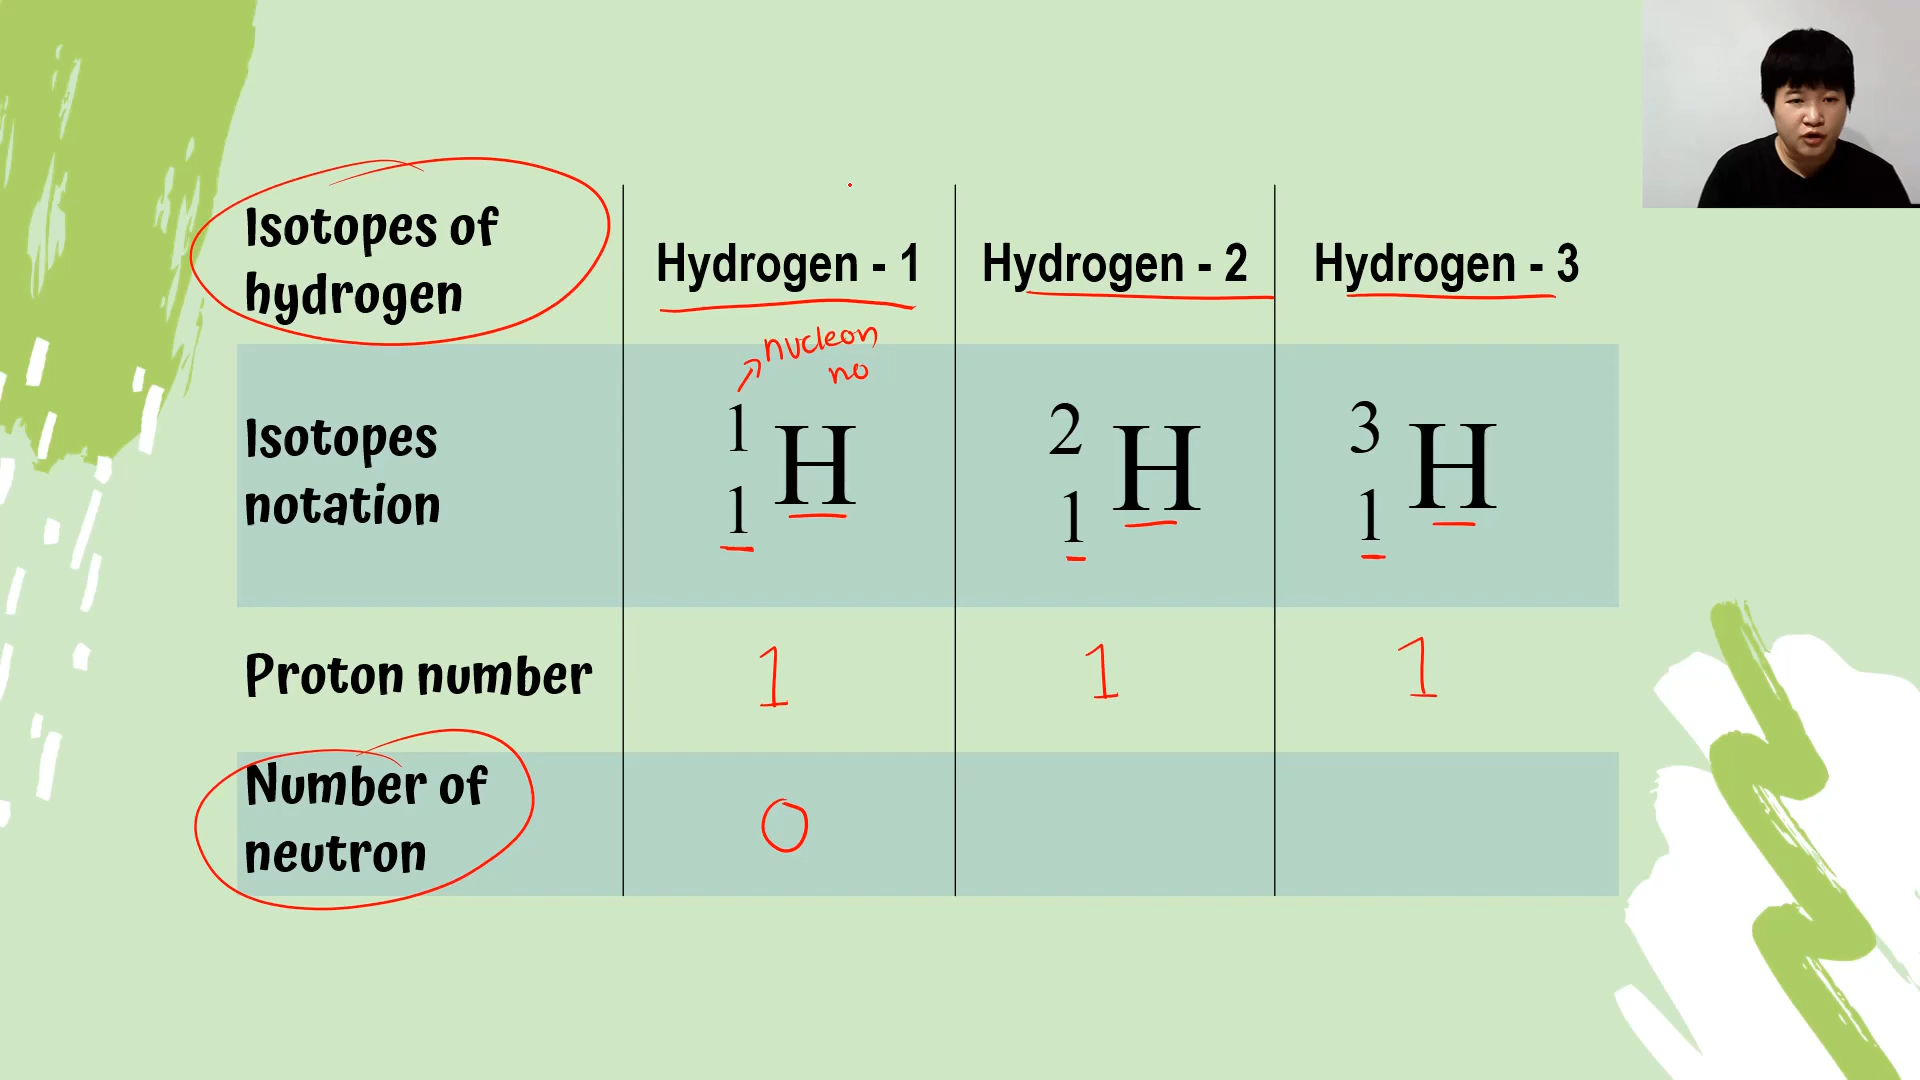 Isotopes of
hydrogen
Hydrogen - 1
Hydrogen - 2
Hydrogen - 3
nucleon
no
Isotopes
notation
1
1 H
2
1 H
3
1 H
Proton number
1
1
1
Number of
neutron
0